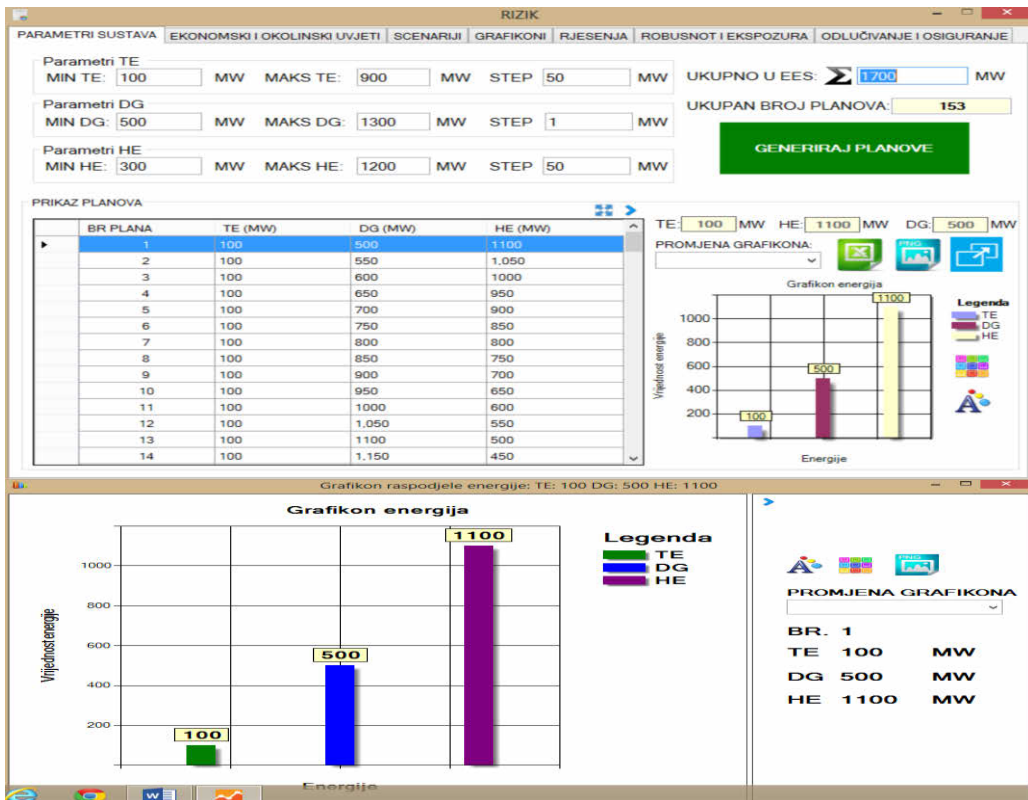 RIZIK
PARAMETRI SUSTAVA EKONOMSKI I OKOLINSKI UVJETI SCENARIJI GRAFIKONI RJESENJA ROBUSNOT I EKSPOZURA ODLUČIVANJE I OSIGURANJE
Parametri TE
MIN TE: 100 MW MAKS TE: 900 MW STEP 50 MW
UKUPNO U EES: Σ 1700 MW
Parametri DG
MIN DG: 500 MW MAKS DG: 1300 MW STEP 1 MW
UKUPAN BROJ PLANOVA: 153
Parametri HE
MIN HE: 300 MW MAKS HE: 1200 MW STEP 50 MW
GENERIRAJ PLANOVE
PRIKAZ PLANOVA
BR PLANA TE (MW) DG (MW) HE (MW)
1 100 500 1100
2 100 550 1,050
3 100 600 1000
4 100 650 950
5 100 700 900
6 100 750 850
7 100 800 800
8 100 850 750
9 100 900 700
10 100 950 650
11 100 1000 600
12 100 1,050 550
13 100 1100 500
14 100 1,150 450
TE: 100 MW HE: 1100 MW DG: 500 MW
PROMJENA GRAFIKONA:
PNG
Grafikon energija
1100
500
100
1000
800
600
400
200
Vrijednost energije
Energije
Legenda
TE
DG
HE
A
Grafikon raspodjele energije: TE: 100 DG: 500 HE: 1100
Grafikon energija
1100
500
100
1000
800
600
400
200
Vrijednost energije
Energije
Legenda
TE
DG
HE
A
PNG
PROMJENA GRAFIKONA
BR. 1
TE 100 MW
DG 500 MW
HE 1100 MW